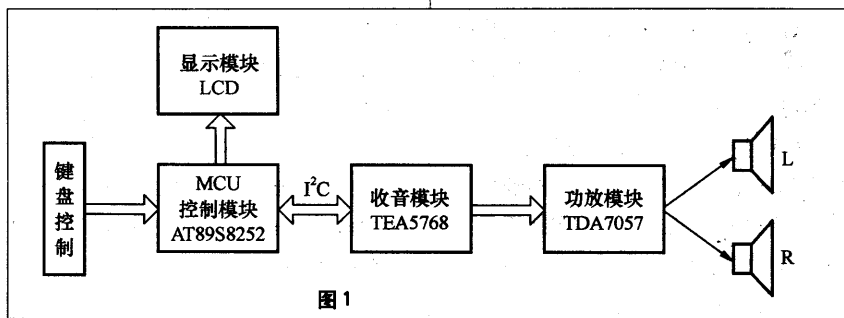 显示模块
LCD
键盘控制
MCU
控制模块
AT89S8252
I²C
收音模块
TEA5768
功放模块
TDA7057
L
R
图1